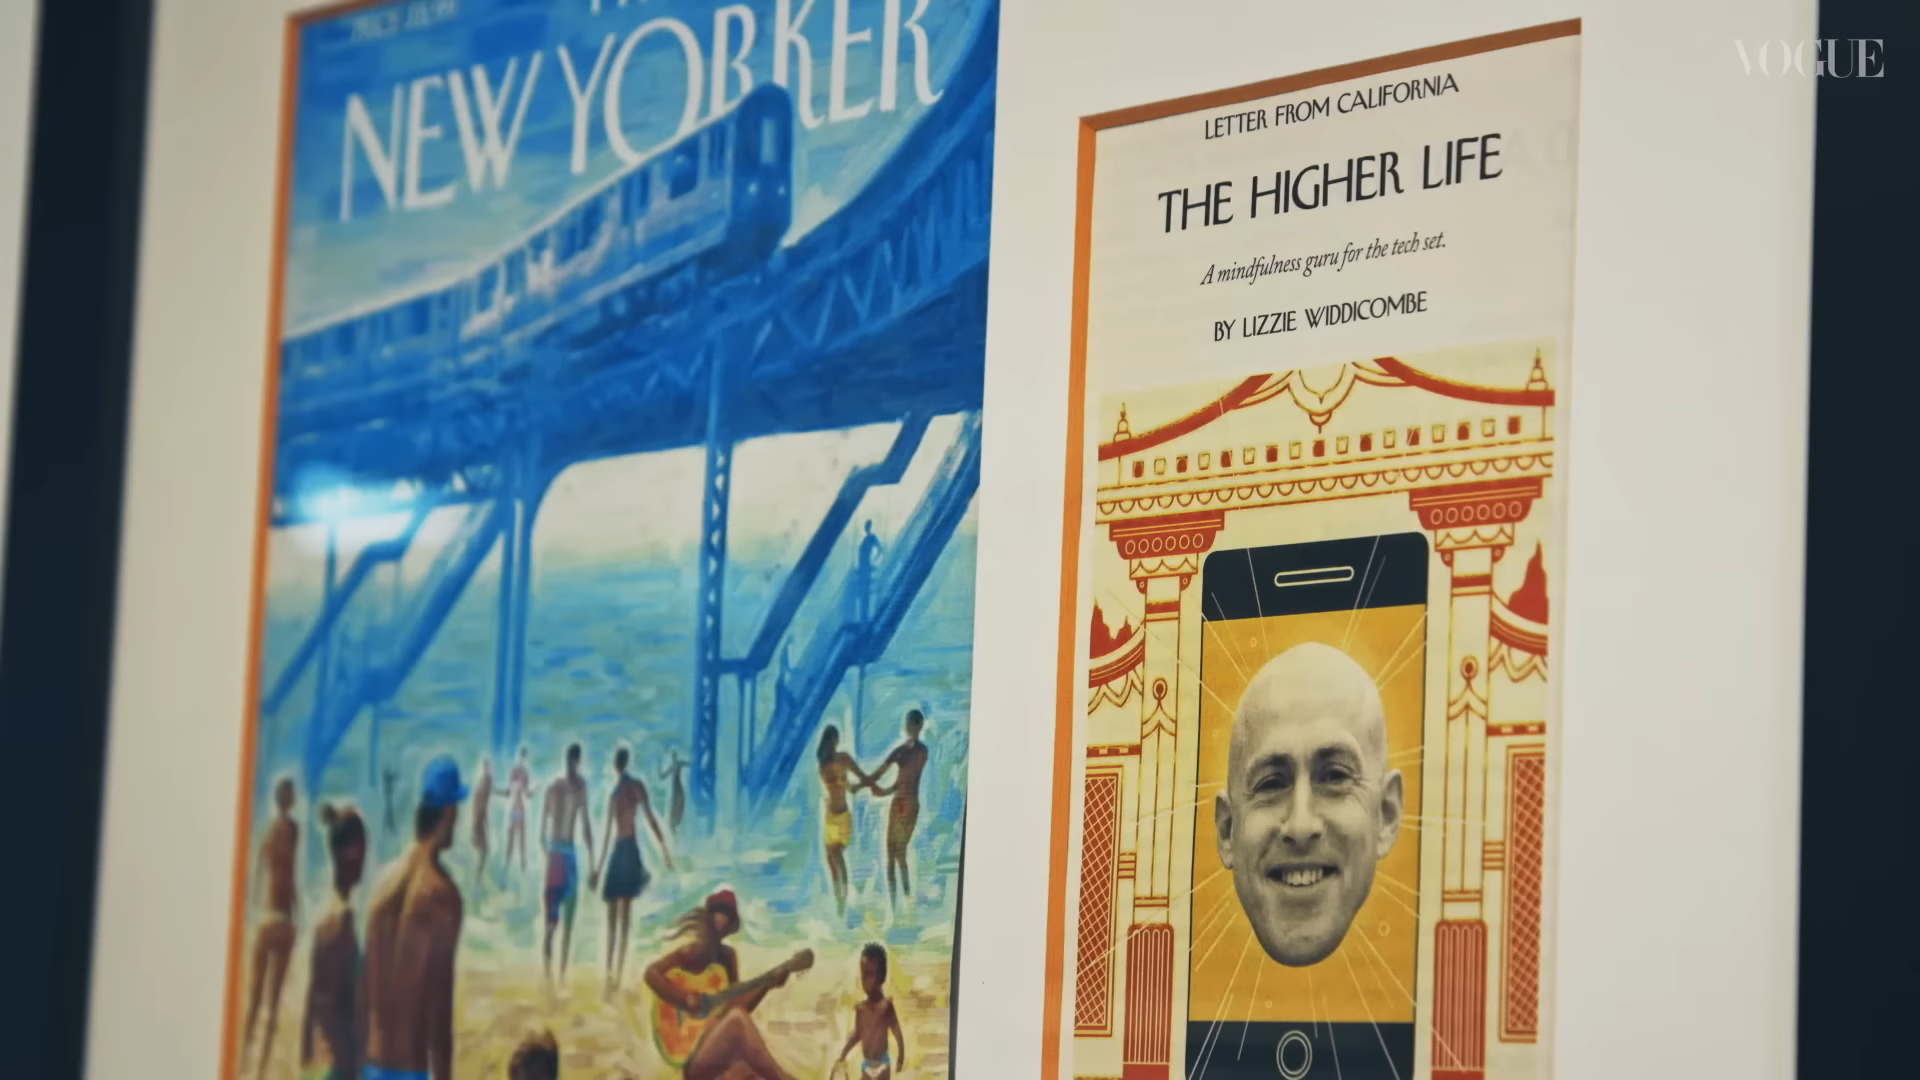 NEW YORKER
LETTER FROM CALIFORNIA
THE HIGHER LIFE
A mindfulness guru for the tech set.
BY LIZZIE WIDDICOMBE
VOGUE